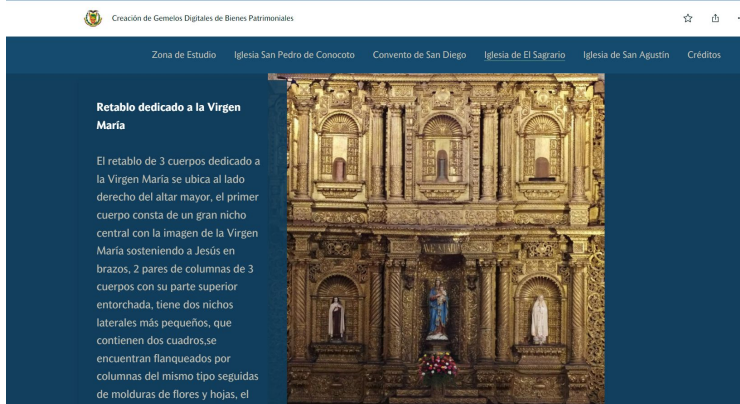 Creación de Gemelos Digitales de Bienes Patrimoniales
Zona de Estudio Iglesia San Pedro de Conocoto Convento de San Diego Iglesia de El Sagrario Iglesia de San Agustín Créditos
Retablo dedicado a la Virgen
María
El retablo de 3 cuerpos dedicado a
la Virgen María se ubica al lado
derecho del altar mayor, el primer
cuerpo consta de un gran nicho
central con la imagen de la Virgen
María sosteniendo a Jesús en
brazos, 2 pares de columnas de 3
cuerpos con su parte superior
entorchada, tiene dos nichos
laterales más pequeños, que
contienen dos cuadros,se
encuentran flanqueados por
columnas del mismo tipo seguidas
de molduras de flores y hojas, el